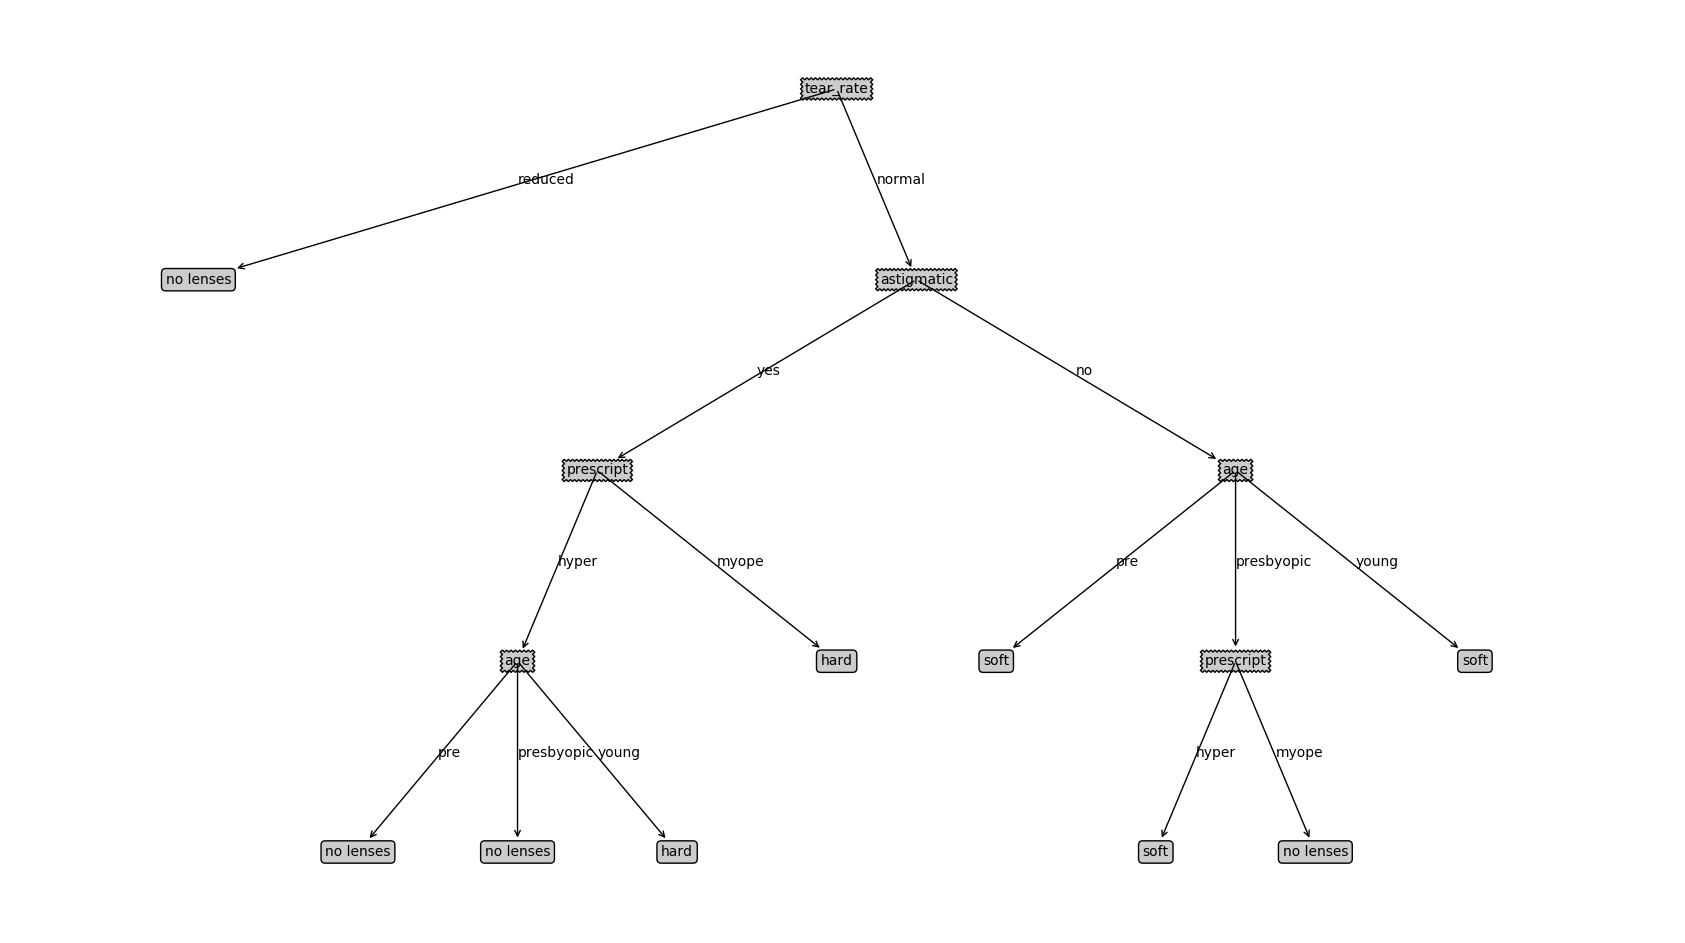 tear_rate
reduced
normal
no lenses
astigmatic
yes
no
prescript
age
hyper
myope
pre
presbyopic
young
age
hard
soft
prescript
soft
pre
presbyopic
young
hyper
myope
no lenses
no lenses
hard
soft
no lenses